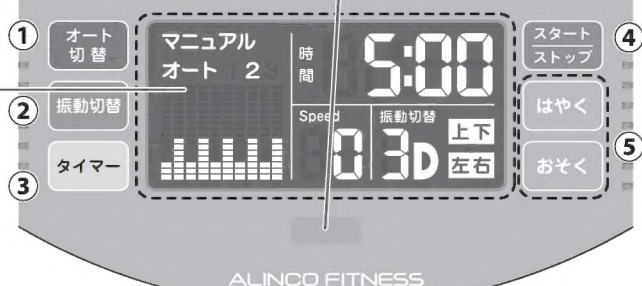 ① オート
切替
② 振動切替
③ タイマー
マニュアル
オート 2
時
間
5:00
Speed
0
振動切替
3D
上下
左右
スタート
ストップ
④
はやく
⑤
おそく
ALINCO FITNESS